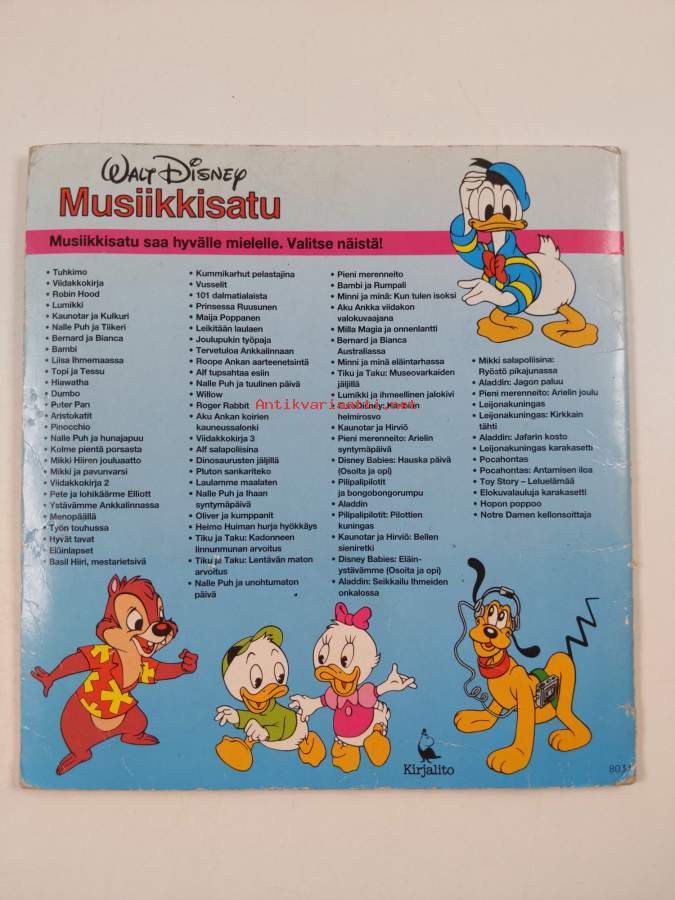 WALT DISNEY
Musiikkisatu
Musiikkisatu saa hyvälle mielelle. Valitse näistä!
• Tuhkimo
• Viidakkokirja
• Robin Hood
• Lumikki
• Kaunotar ja Kulkuri
• Nalle Puh ja Tiikeri
• Bernard ja Bianca
• Bambi
• Liisa Ihmemaassa
• Topi ja Tessu
• Hiawatha
• Dumbo
• Peter Pan
• Aristokatit
• Pinocchio
• Nalle Puh ja hunajapuu
• Kolme pientä porsasta
• Mikki Hiiren jouluaatto
• Mikki ja pavunvarsi
• Viidakkokirja 2
• Pete ja lohikäärme Elliott
• Ystävämme Ankkalinnassa
• Menopäällä
• Työn touhussa
• Hyvät tavat
• Eläinlapset
• Basil Hiiri, mestarietsivä
• Kummikarhut pelastajina
• Vusselit
• 101 dalmatialaista
• Prinsessa Ruusunen
• Maija Poppanen
• Leikitään laulaen
• Joulupukin työpaja
• Tervetuloa Ankkalinnaan
• Roope Ankan aarteenetsintä
• Alf tupsahtaa esiin
• Nalle Puh ja tuulinen päivä
• Willow
• Roger Rabbit
• Aku Ankan koirien
kauneussalonki
• Viidakkokirja 3
• Alf salapoliisina
• Dinosaurusten jäljillä
• Pluton sankariteko
• Laulamme maalaten
• Nalle Puh ja Ihaan
syntymäpäivä
• Oliver ja kumppanit
• Heimo Huiman hurja hyökkäys
• Tiku ja Taku: Kadonneen
linnunmunan arvoitus
• Tiku ja Taku: Lentävän maton
arvoitus
• Nalle Puh ja unohtumaton
päivä
• Pieni merenneito
• Bambi ja Rumpali
• Minni ja minä: Kun tulen isoksi
• Aku Ankka viidakon
valokuvaajana
• Milla Magia ja onnenlantti
• Bernard ja Bianca
Australiassa
• Minni ja minä eläintarhassa
• Tiku ja Taku: Museovarkaiden
jäljillä
• Lumikki ja ihmeellinen jalokivi
helmirosvo
• Kaunotar ja Hirviö
• Pieni merenneito: Arielin
syntymäpäivä
• Disney Babies: Hauska päivä
(Osoita ja opi)
• Pilipalipilotit
ja bongobongorumpu
• Aladdin
• Pilipalipilotit: Pilottien
kuningas
• Kaunotar ja Hirviö: Bellen
sieniretki
• Disney Babies: Eläin-
ystävämme (Osoita ja opi)
• Aladdin: Seikkailu Ihmeiden
onkalossa
• Mikki salapoliisina:
Ryöstö pikajunassa
• Aladdin: Jagon paluu
• Pieni merenneito: Arielin joulu
• Leijonakuningas
• Leijonakuningas: Kirkkain
tähti
• Aladdin: Jafarin kosto
• Leijonakuningas karakasetti
• Pocahontas
• Pocahontas: Antamisen iloa
• Toy Story – Leluelämää
• Elokuvalauluja karakasetti
• Hopon poppoo
• Notre Damen kellonsoittaja
Antikvariaatti.net
Kirjalito